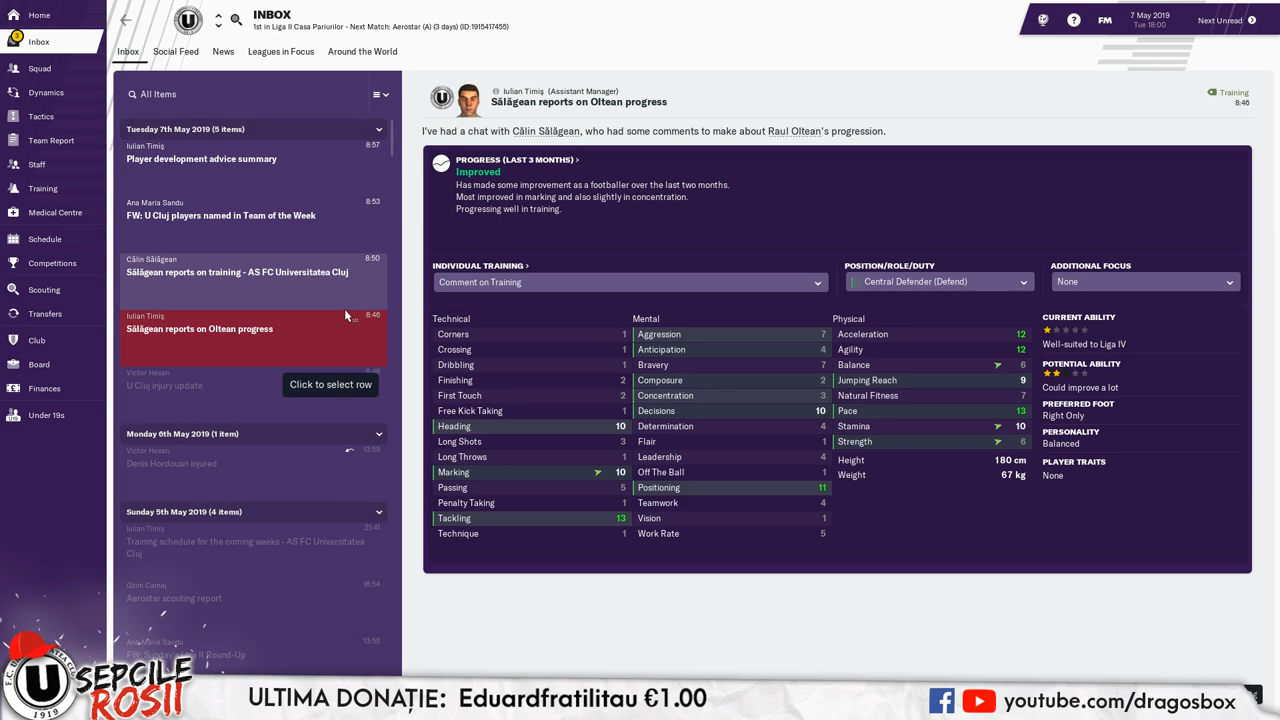 Home
3
Inbox
Squad
Dynamics
Tactics
Team Report
Staff
Training
Medical Centre
Schedule
Competitions
Scouting
Transfers
Club
Board
Finances
Under 19s
INBOX
1st in Liga II Casa Pariurilor - Next Match: Aerostar (A) (3 days) (ID:1915417455)
FM
7 May 2019
Tue 18:00
Next Unread
Inbox
Social Feed
News
Leagues in Focus
Around the World
All Items
Tuesday 7th May 2019 (5 items)
Iulian Timiș 8:57
Player development advice summary
Ana Maria Sandu 8:53
FW: U Cluj players named in Team of the Week
Călin Sălăgean 8:50
Sălăgean reports on training - AS FC Universitatea Cluj
Iulian Timiș 8:46
Sălăgean reports on Oltean progress
Victor Hexan 8:46
U Cluj injury update
Click to select row
Monday 6th May 2019 (1 item)
Victor Hexan 13:59
Denis Hordouan injured
Sunday 5th May 2019 (4 items)
Iulian Timiș 21:41
Training schedule for the coming weeks - AS FC Universitatea
Cluj
Gzim Camaj 16:54
Aerostar scouting report
Ana Maria Sandu 13:55
Iulian Timiș (Assistant Manager)
Sălăgean reports on Oltean progress
Training
8:46
I've had a chat with Călin Sălăgean, who had some comments to make about Raul Oltean's progression.
PROGRESS (LAST 3 MONTHS) >
Improved
Has made some improvement as a footballer over the last two months.
Most improved in marking and also slightly in concentration.
Progressing well in training.
INDIVIDUAL TRAINING >
Comment on Training
POSITION/ROLE/DUTY
Central Defender (Defend)
ADDITIONAL FOCUS
None
Technical
Corners 1
Crossing 1
Dribbling 1
Finishing 2
First Touch 2
Free Kick Taking 1
Heading 10
Long Shots 3
Long Throws 1
Marking 10
Passing 5
Penalty Taking 1
Tackling 13
Technique 1
Mental
Aggression 7
Anticipation 4
Bravery 7
Composure 2
Concentration 3
Decisions 10
Determination 4
Flair 1
Leadership 4
Off The Ball 1
Positioning 11
Teamwork 4
Vision 1
Work Rate 5
Physical
Acceleration 12
Agility 12
Balance 6
Jumping Reach 9
Natural Fitness 7
Pace 13
Stamina 10
Strength 6
Height 180 cm
Weight 67 kg
CURRENT ABILITY
Well-suited to Liga IV
POTENTIAL ABILITY
Could improve a lot
PREFERRED FOOT
Right Only
PERSONALITY
Balanced
PLAYER TRAITS
None
U
1919
SEPCILE
ROSII
ULTIMA DONAȚIE: Eduardfratilitau €1.00
youtube.com/dragosbox